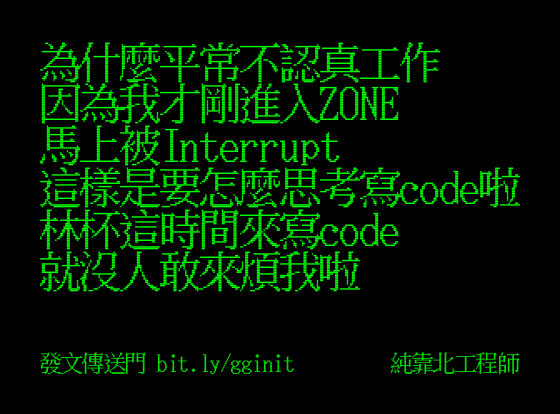 為什麼平常不認真工作
因為我才剛進入ZONE
馬上被Interrupt
這樣是要怎麼思考寫code啦
林杯這時間來寫code
就沒人敢來煩我啦
發文傳送門 bit.ly/gginit
純靠北工程師